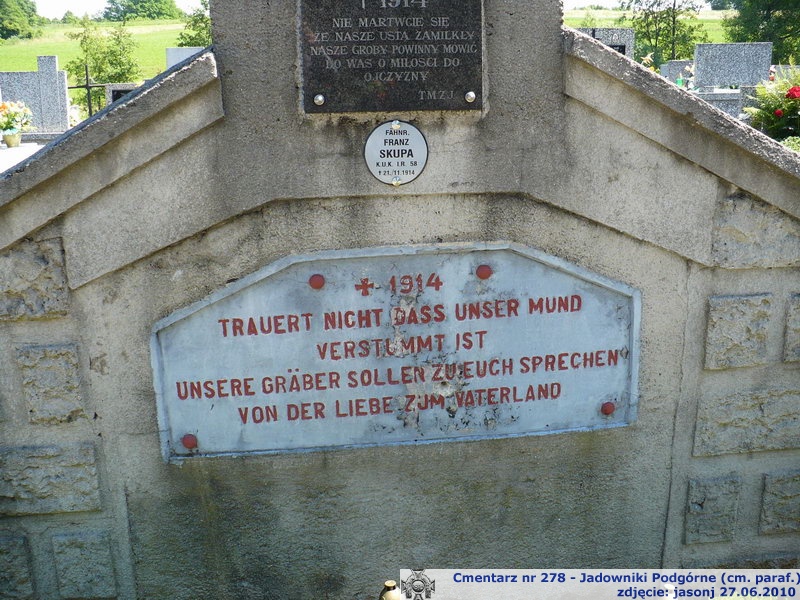 † 1914
NIE MARTWCIE SIĘ
ŻE NASZE USTA ZAMILKŁY
NASZE GROBY POWINNY MÓWIĆ
DO WAS O MIŁOŚCI DO
OJCZYZNY
T M Z J
FÄHNR.
FRANZ
SKUPA
K.U.K. I.R. 58
† 21. 11. 1914
✠ 1914
TRAUERT NICHT DASS UNSER MUND
VERSTUMMT IST
UNSERE GRÄBER SOLLEN ZU EUCH SPRECHEN
VON DER LIEBE ZUM VATERLAND
Cmentarz nr 278 - Jadowniki Podgórne (cm. paraf.)
zdjęcie: jasonj 27.06.2010